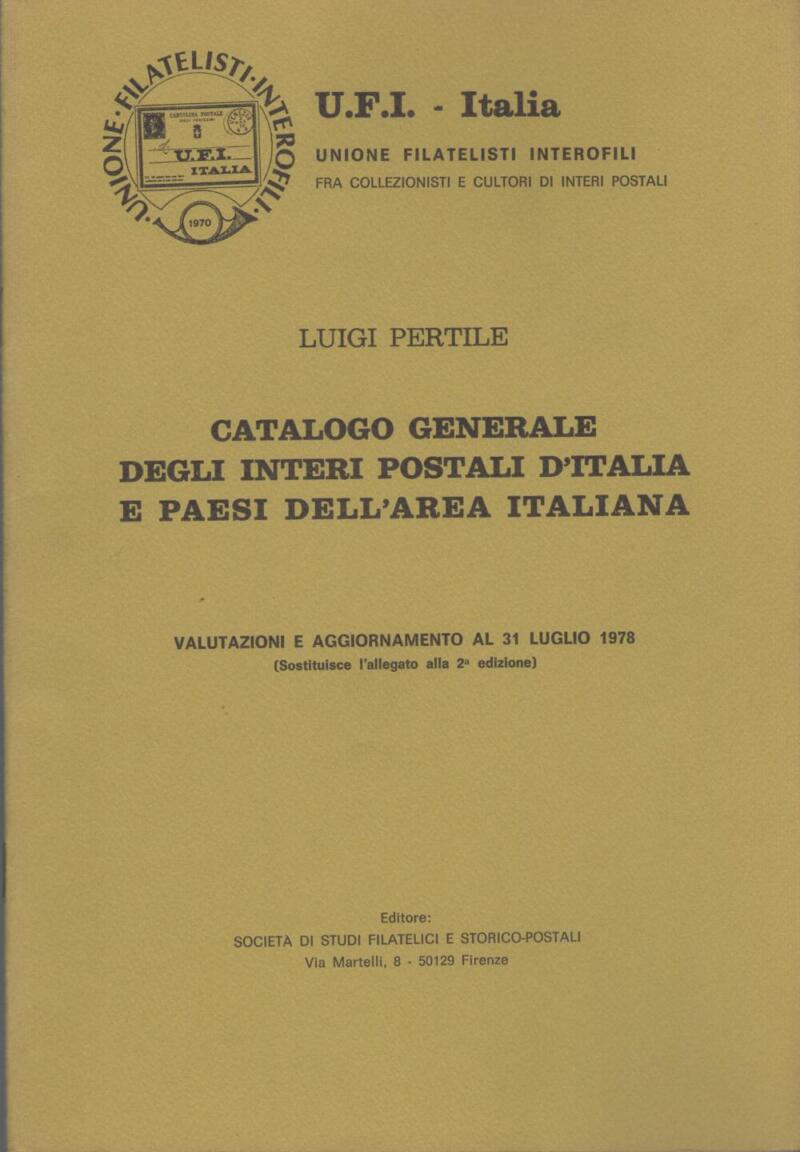 UNIONE · FILATELISTI · INTEROFILI ·
CARTOLINA POSTALE
U.F.I.
ITALIA
1970
U.F.I. - Italia
UNIONE FILATELISTI INTEROFILI
FRA COLLEZIONISTI E CULTORI DI INTERI POSTALI
LUIGI PERTILE
CATALOGO GENERALE
DEGLI INTERI POSTALI D'ITALIA
E PAESI DELL'AREA ITALIANA
VALUTAZIONI E AGGIORNAMENTO AL 31 LUGLIO 1978
(Sostituisce l'allegato alla 2ª edizione)
Editore:
SOCIETÀ DI STUDI FILATELICI E STORICO-POSTALI
Via Martelli, 8 - 50129 Firenze